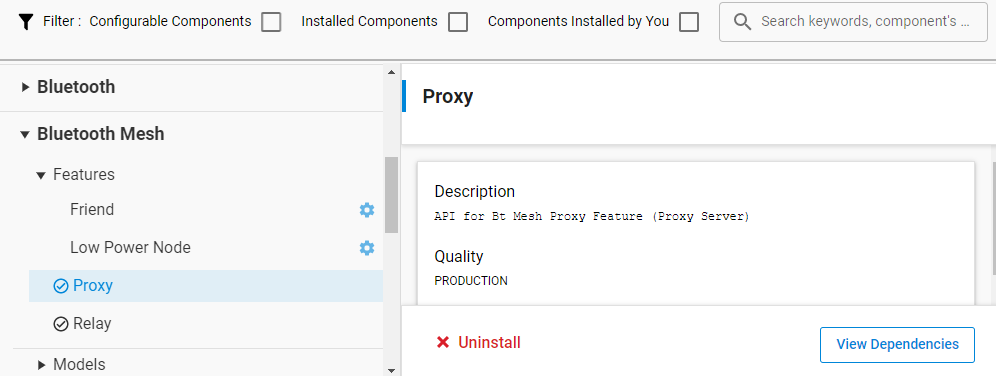 Filter : Configurable Components Installed Components Components Installed by You Search keywords, component's ...
Bluetooth
Bluetooth Mesh
Features
Friend
Low Power Node
Proxy
Relay
Models
Proxy
Description
API for Bt Mesh Proxy Feature (Proxy Server)
Quality
PRODUCTION
Uninstall
View Dependencies